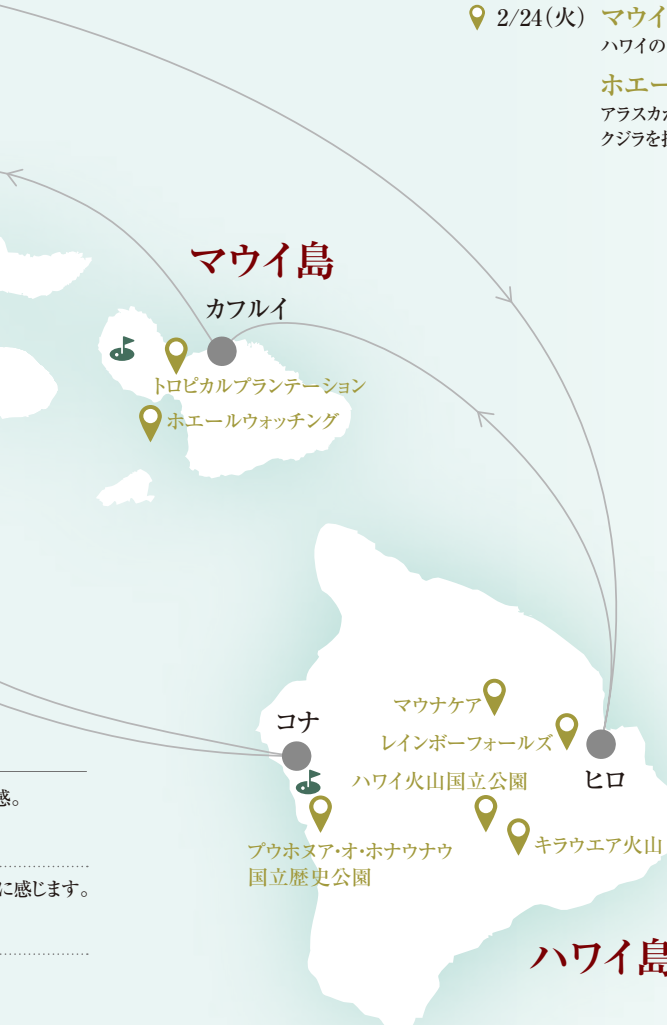 2/24(火) マウイ
ハワイの
ホエー
アラスカ
クジラを
マウイ島
カフルイ
トロピカルプランテーション
ホエールウォッチング
マウナケア
コナ
レインボーフォールズ
ヒロ
ハワイ火山国立公園
感。
キラウエア火山
プウホヌア・オ・ホナウナウ
国立歴史公園
に感じます。
ハワイ島